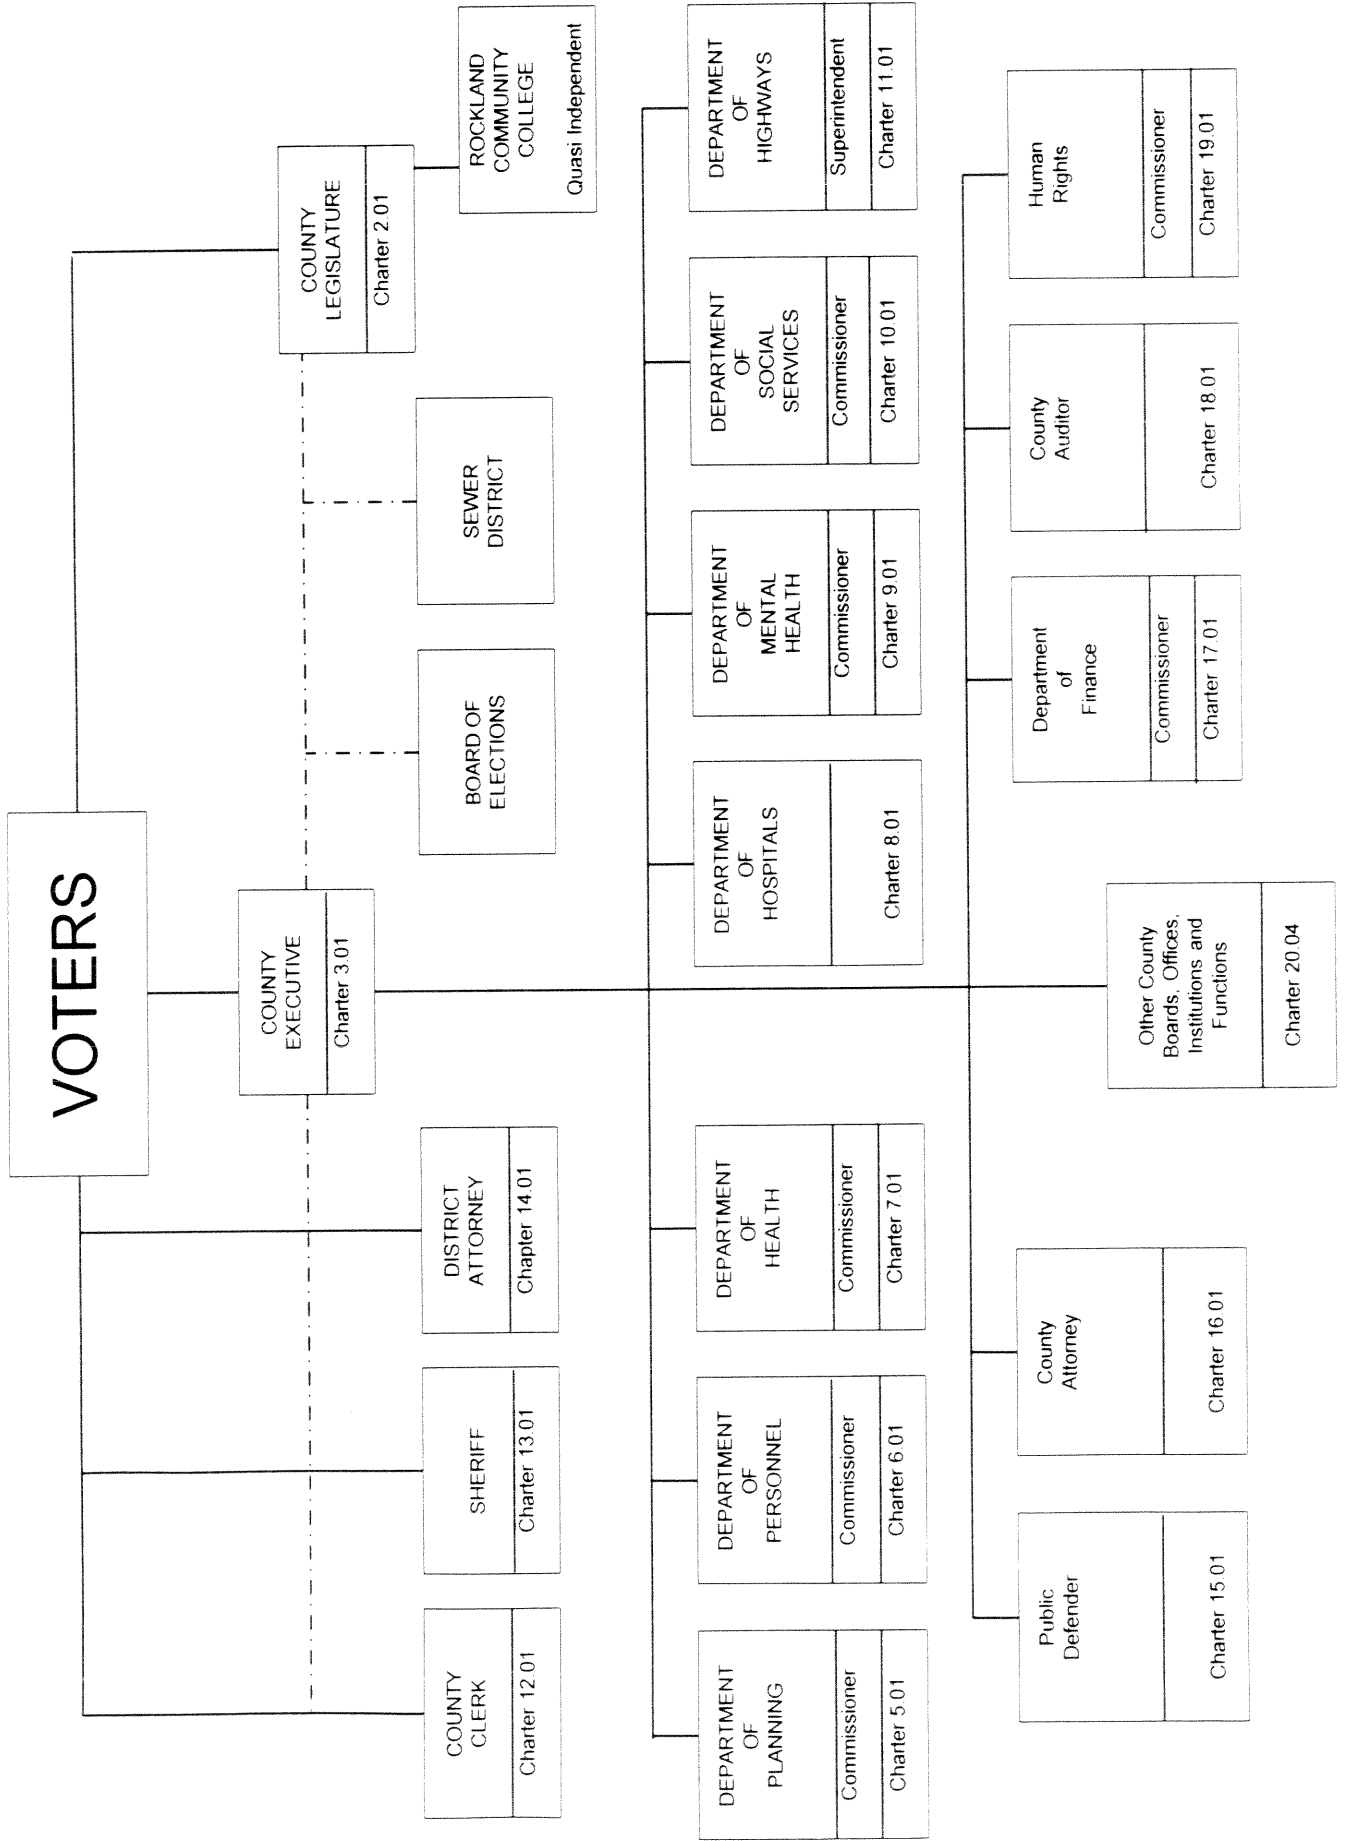 VOTERS
COUNTY
EXECUTIVE
Charter 3.01
COUNTY
LEGISLATURE
Charter 2.01
COUNTY
CLERK
Charter 12.01
SHERIFF
Charter 13.01
DISTRICT
ATTORNEY
Chapter 14.01
BOARD OF
ELECTIONS
SEWER
DISTRICT
ROCKLAND
COMMUNITY
COLLEGE
Quasi Independent
DEPARTMENT
OF
PLANNING
Commissioner
Charter 5.01
DEPARTMENT
OF
PERSONNEL
Commissioner
Charter 6.01
DEPARTMENT
OF
HEALTH
Commissioner
Charter 7.01
DEPARTMENT
OF
HOSPITALS
Charter 8.01
DEPARTMENT
OF
MENTAL
HEALTH
Commissioner
Charter 9.01
DEPARTMENT
OF
SOCIAL
SERVICES
Commissioner
Charter 10.01
DEPARTMENT
OF
HIGHWAYS
Superintendent
Charter 11.01
Public
Defender
Charter 15.01
County
Attorney
Charter 16.01
Other County
Boards, Offices,
Institutions and
Functions
Charter 20.04
Department
of
Finance
Commissioner
Charter 17.01
County
Auditor
Charter 18.01
Human
Rights
Commissioner
Charter 19.01